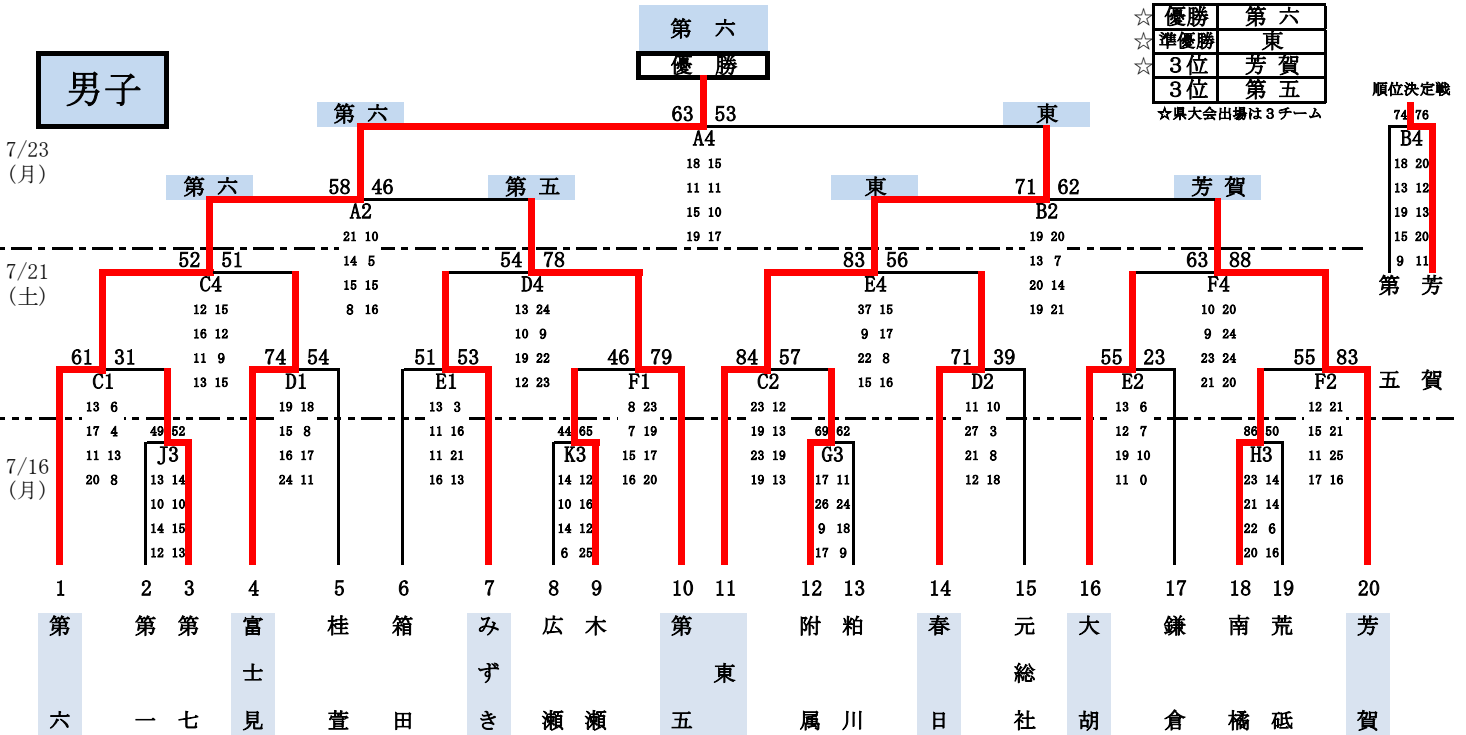 男子
第 六
優 勝
☆ 優勝 第 六
☆ 準優勝 東
☆ 3位 芳 賀
3位 第 五
☆県大会出場は3チーム
順位決定戦
74 76
B4
18 20
13 12
19 13
15 20
9 11
第 芳
五 賀
7/23
(月)
第 六
63 53
東
A4
18 15
11 11
15 10
19 17
第 六
58 46
第 五
A2
21 10
14 5
15 15
8 16
東
71 62
芳 賀
B2
19 20
13 7
20 14
19 21
7/21
(土)
52 51
C4
12 15
16 12
11 9
13 15
54 78
D4
13 24
10 9
19 22
12 23
83 56
E4
37 15
9 17
22 8
15 16
63 88
F4
10 20
9 24
23 24
21 20
61 31
C1
13 6
17 4
11 13
20 8
74 54
D1
19 18
15 8
16 17
24 11
51 53
E1
13 3
11 16
11 21
16 13
46 79
F1
8 23
7 19
15 17
16 20
84 57
C2
23 12
19 13
23 19
19 13
71 39
D2
11 10
27 3
21 8
12 18
55 23
E2
13 6
12 7
19 10
11 0
55 83
F2
12 21
15 21
11 25
17 16
7/16
(月)
49 52
J3
13 14
10 10
14 15
12 13
44 65
K3
14 12
10 16
14 12
6 25
69 62
G3
17 11
26 24
9 18
17 9
86 50
H3
23 14
21 14
22 6
20 16
1 2 3 4 5 6 7 8 9 10 11 12 13 14 15 16 17 18 19 20
第六
第一
第七
富士見
桂萱
箱田
みずき
広瀬
木瀬
第五
東
附属
粕川
春日
元総社
大胡
鎌倉
南橘
荒砥
芳賀